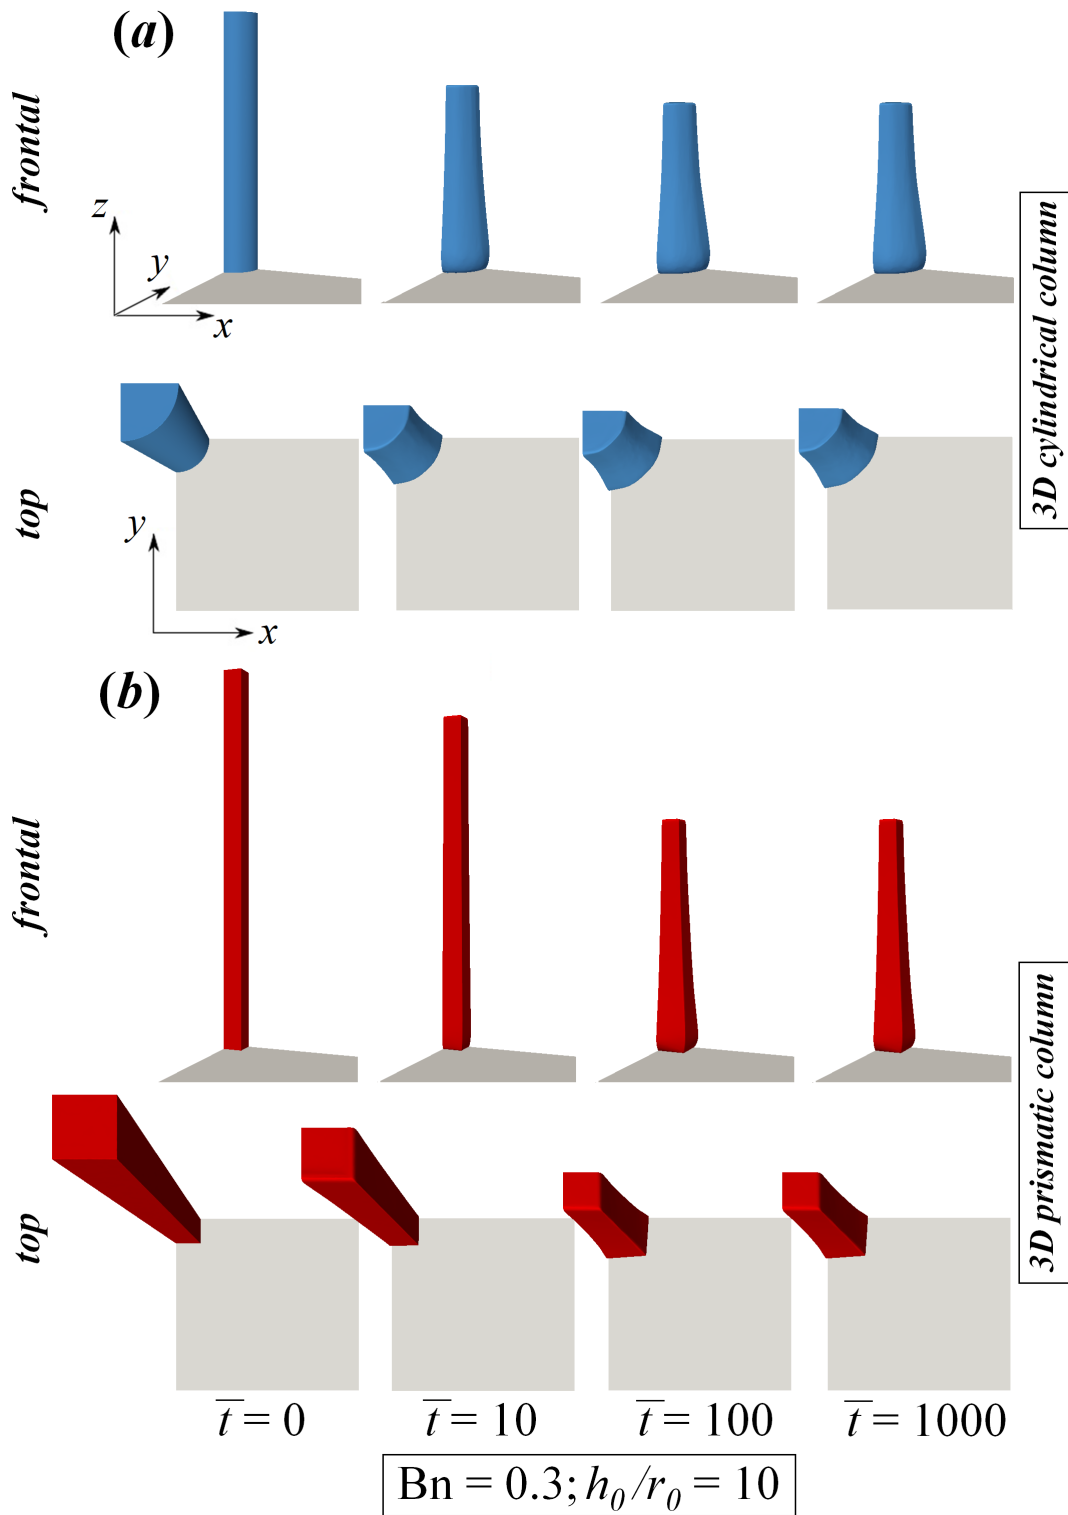 (a)
frontal
z
y
x
3D cylindrical column
top
y
x
(b)
frontal
3D prismatic column
top
t̅ = 0
t̅ = 10
t̅ = 100
t̅ = 1000
Bn = 0.3; h₀/r₀ = 10